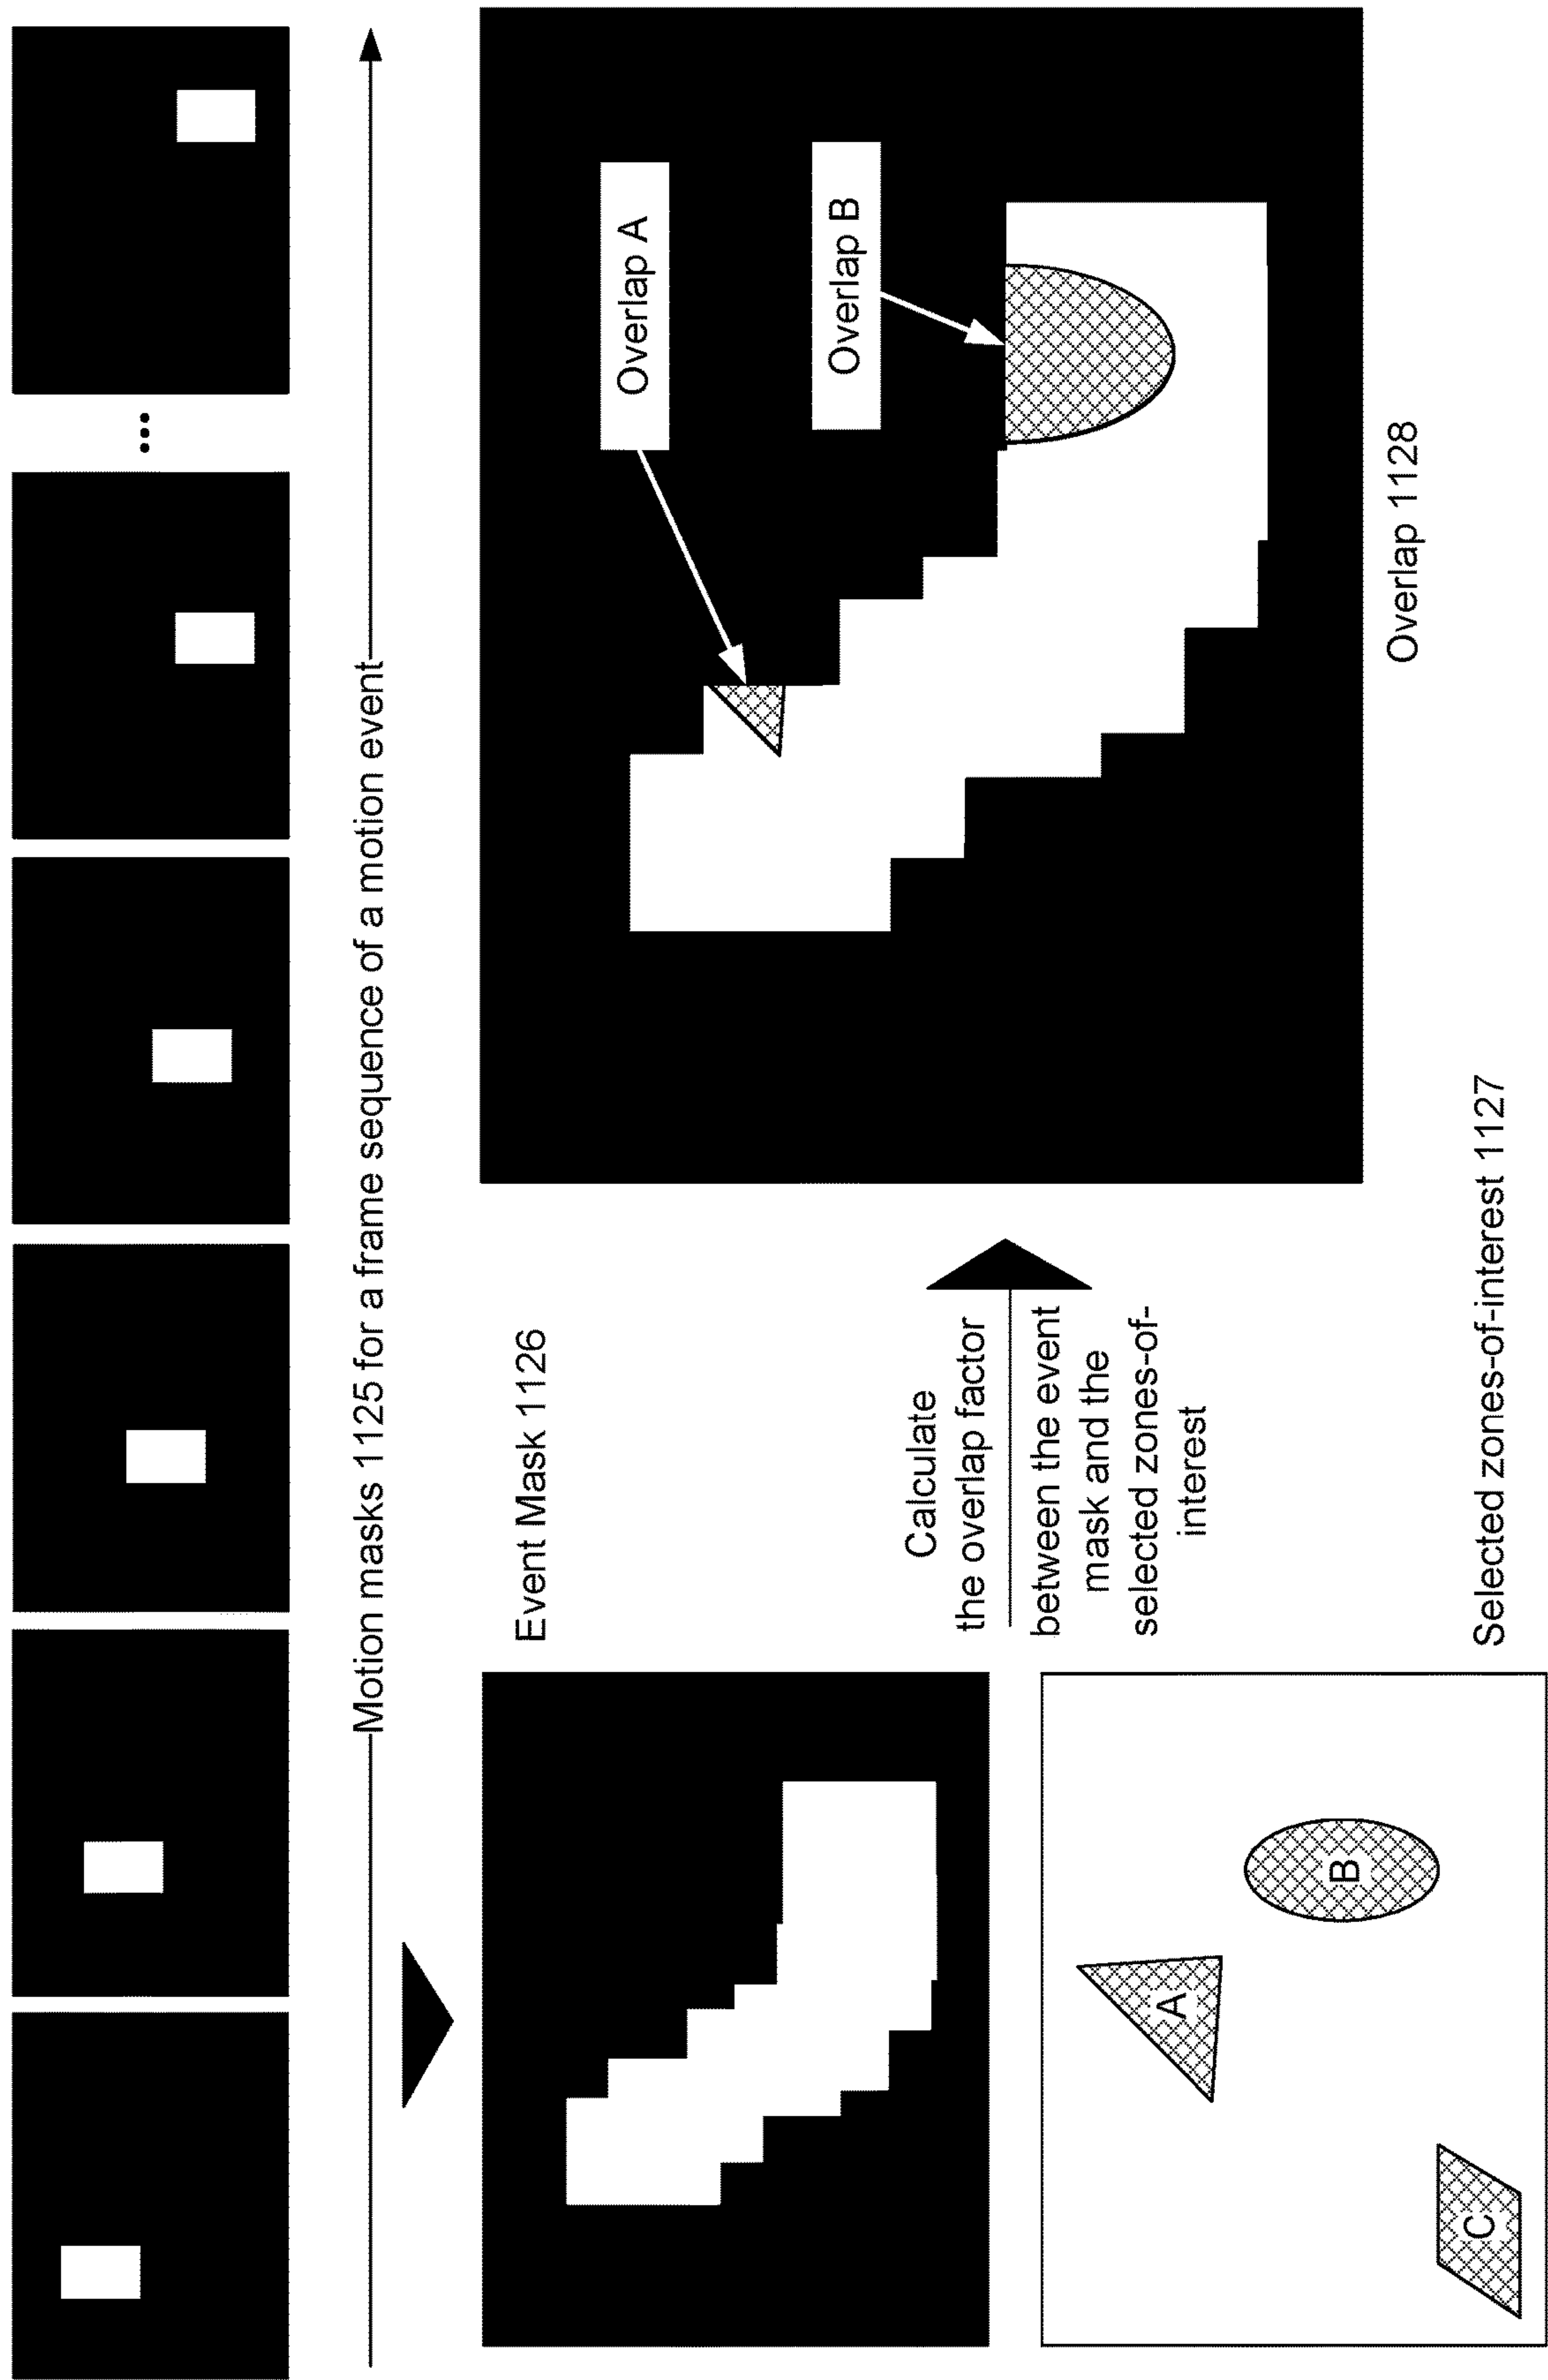 ...
Motion masks 1125 for a frame sequence of a motion event
Event Mask 1126
Overlap A
Overlap B
Calculate
the overlap factor
between the event
mask and the
selected zones-of-
interest
A
B
C
Overlap 1128
Selected zones-of-interest 1127